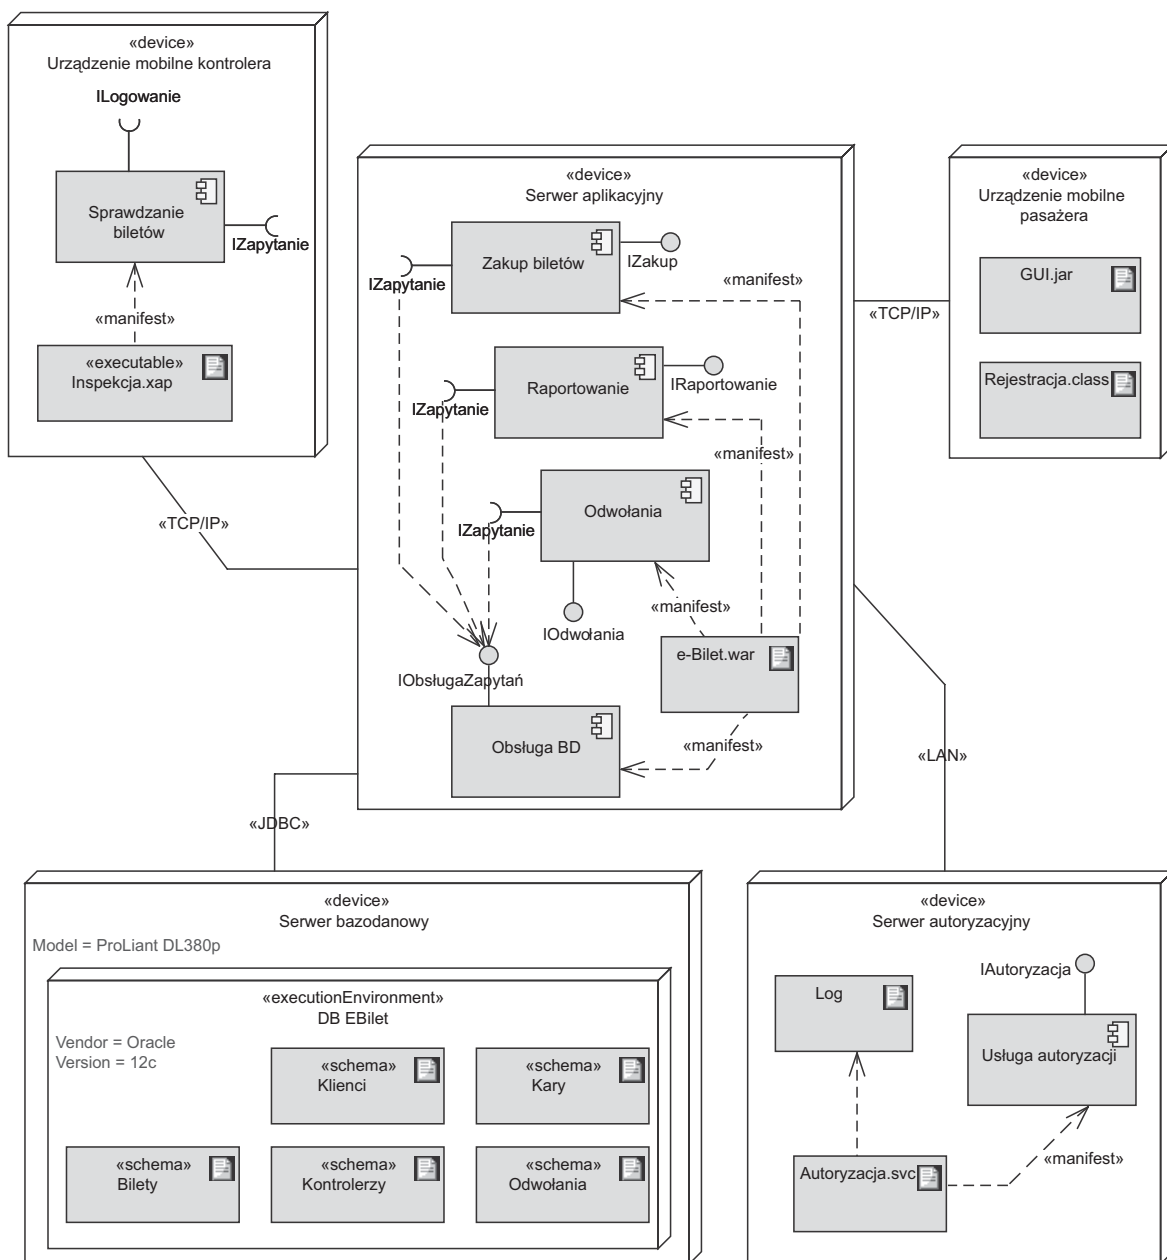 «device»
Urządzenie mobilne kontrolera
ILogowanie
Sprawdzanie
biletów
IZapytanie
«manifest»
«executable»
Inspekcja.xap
«TCP/IP»
«device»
Serwer aplikacyjny
Zakup biletów
IZakup
IZapytanie
«manifest»
Raportowanie
IRaportowanie
IZapytanie
«manifest»
Odwołania
IZapytanie
«manifest»
IOdwołania
e-Bilet.war
IObsługaZapytań
Obsługa BD
«manifest»
«device»
Urządzenie mobilne
pasażera
GUI.jar
Rejestracja.class
«TCP/IP»
«LAN»
«JDBC»
«device»
Serwer bazodanowy
Model = ProLiant DL380p
«executionEnvironment»
DB EBilet
Vendor = Oracle
Version = 12c
«schema»
Klienci
«schema»
Kary
«schema»
Bilety
«schema»
Kontrolerzy
«schema»
Odwołania
«device»
Serwer autoryzacyjny
IAutoryzacja
Log
Usługa autoryzacji
Autoryzacja.svc
«manifest»